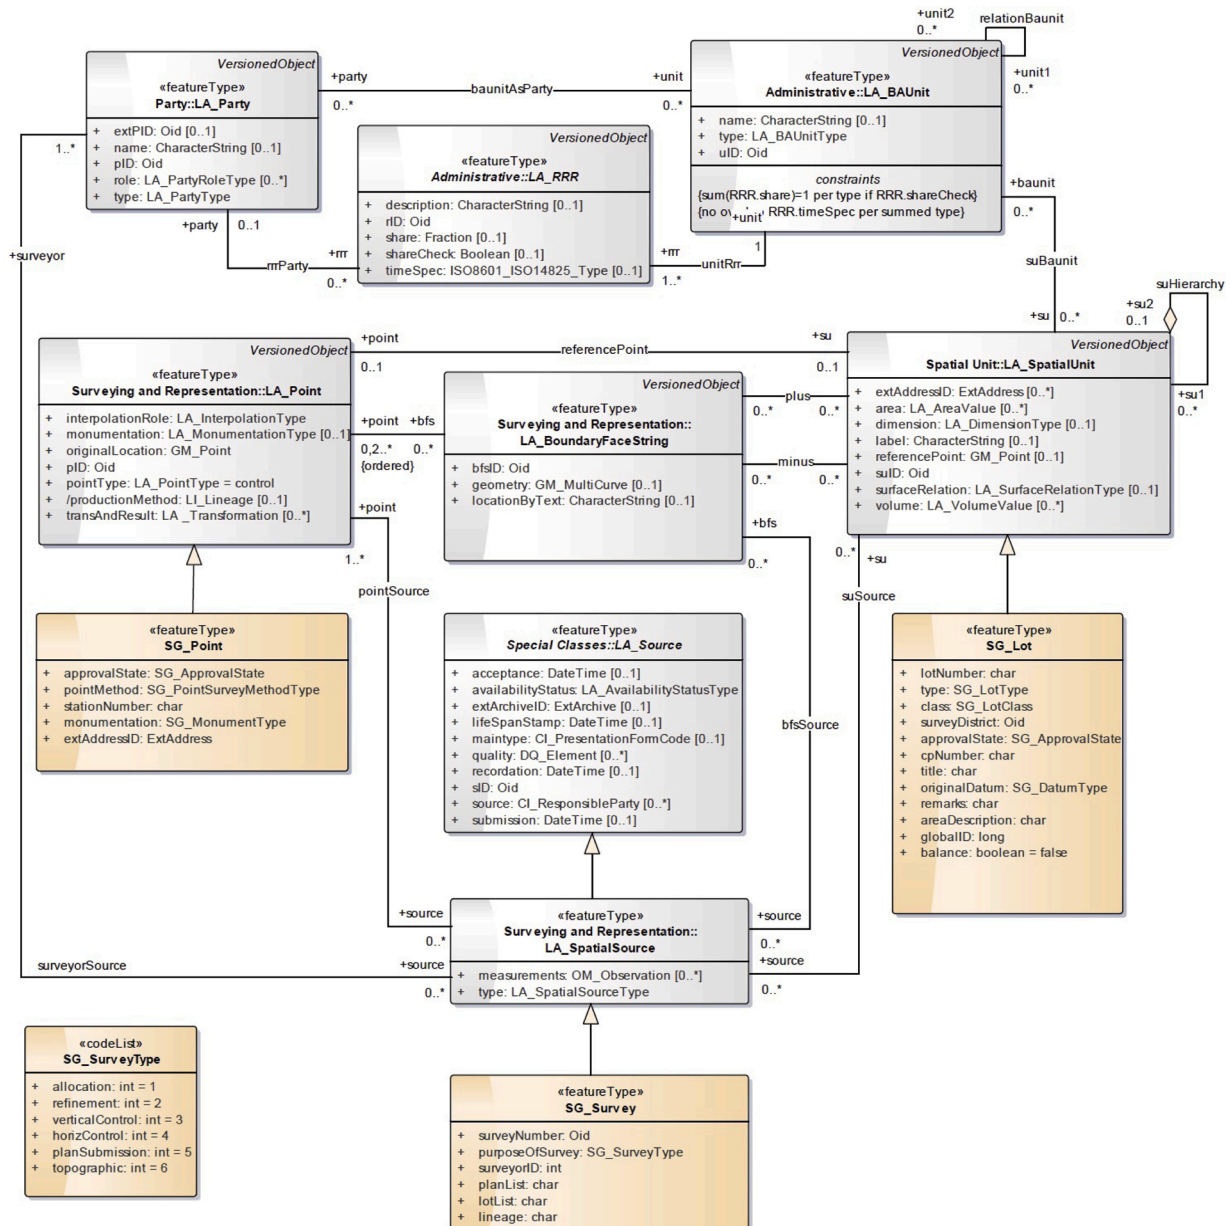 +unit2
0..*
relationBaunit
VersionedObject
«featureType»
Party::LA_Party
+ extPID: Oid [0..1]
+ name: CharacterString [0..1]
+ pID: Oid
+ role: LA_PartyRoleType [0..*]
+ type: LA_PartyType
+party
0..*
baunitAsParty
+unit
0..*
VersionedObject
«featureType»
Administrative::LA_BAUnit
+ name: CharacterString [0..1]
+ type: LA_BAUnitType
+ uID: Oid
constraints
{sum(RRR.share)=1 per type if RRR.shareCheck}
{no RRR.timeSpec per summed type}
+unit1
0..*
1..*
+surveyor
VersionedObject
«featureType»
Administrative::LA_RRR
+ description: CharacterString [0..1]
+ rID: Oid
+ share: Fraction [0..1]
+ shareCheck: Boolean [0..1]
+ timeSpec: ISO8601_ISO14825_Type [0..1]
+party
0..1
rrrParty
+rrr
0..*
+unit
1
+rrr
unitRrr
1..*
+baunit
0..*
suBaunit
+su
0..*
suHierarchy
+su2
0..1
+su1
0..*
VersionedObject
«featureType»
Surveying and Representation::LA_Point
+ interpolationRole: LA_InterpolationType
+ monumentation: LA_MonumentationType [0..1]
+ originalLocation: GM_Point
+ pID: Oid
+ pointType: LA_PointType = control
+ /productionMethod: LI_Lineage [0..1]
+ transAndResult: LA _Transformation [0..*]
+point
0..1
referencePoint
+su
0..1
+point
0,2..*
{ordered}
+bfs
0..*
VersionedObject
«featureType»
Surveying and Representation::
LA_BoundaryFaceString
+ bfsID: Oid
+ geometry: GM_MultiCurve [0..1]
+ locationByText: CharacterString [0..1]
plus
0..*
0..*
minus
0..*
0..*
VersionedObject
«featureType»
Spatial Unit::LA_SpatialUnit
+ extAddressID: ExtAddress [0..*]
+ area: LA_AreaValue [0..*]
+ dimension: LA_DimensionType [0..1]
+ label: CharacterString [0..1]
+ referencePoint: GM_Point [0..1]
+ suID: Oid
+ surfaceRelation: LA_SurfaceRelationType [0..1]
+ volume: LA_VolumeValue [0..*]
+point
1..*
pointSource
+bfs
0..*
bfsSource
0..*
+su
suSource
«featureType»
SG_Point
+ approvalState: SG_ApprovalState
+ pointMethod: SG_PointSurveyMethodType
+ stationNumber: char
+ monumentation: SG_MonumentType
+ extAddressID: ExtAddress
«featureType»
Special Classes::LA_Source
+ acceptance: DateTime [0..1]
+ availabilityStatus: LA_AvailabilityStatusType
+ extArchiveID: ExtArchive [0..1]
+ lifeSpanStamp: DateTime [0..1]
+ maintype: CI_PresentationFormCode [0..1]
+ quality: DQ_Element [0..*]
+ recordation: DateTime [0..1]
+ sID: Oid
+ source: CI_ResponsibleParty [0..*]
+ submission: DateTime [0..1]
«featureType»
SG_Lot
+ lotNumber: char
+ type: SG_LotType
+ class: SG_LotClass
+ surveyDistrict: Oid
+ approvalState: SG_ApprovalState
+ cpNumber: char
+ title: char
+ originalDatum: SG_DatumType
+ remarks: char
+ areaDescription: char
+ globalID: long
+ balance: boolean = false
+source
0..*
surveyorSource
+source
0..*
«featureType»
Surveying and Representation::
LA_SpatialSource
+ measurements: OM_Observation [0..*]
+ type: LA_SpatialSourceType
+source
0..*
+source
0..*
«codeList»
SG_SurveyType
+ allocation: int = 1
+ refinement: int = 2
+ verticalControl: int = 3
+ horizControl: int = 4
+ planSubmission: int = 5
+ topographic: int = 6
«featureType»
SG_Survey
+ surveyNumber: Oid
+ purposeOfSurvey: SG_SurveyType
+ surveyorID: int
+ planList: char
+ lotList: char
+ lineage: char